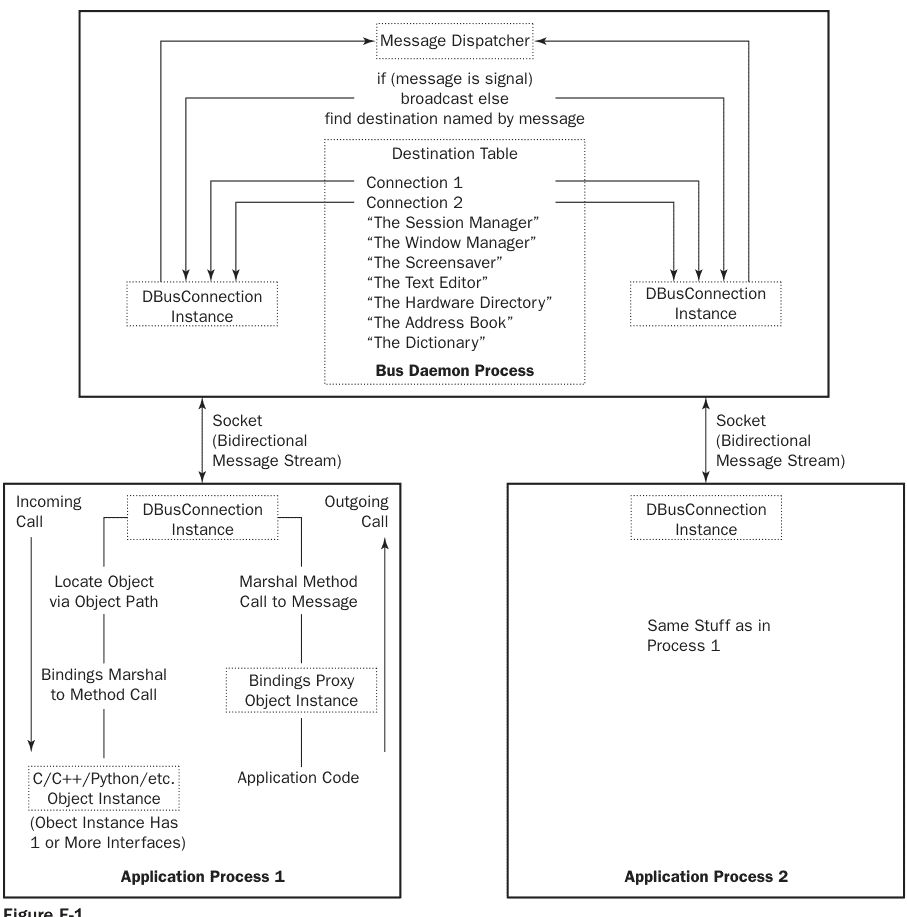 Message Dispatcher
if (message is signal)
broadcast else
find destination named by message
Destination Table
Connection 1
Connection 2
“The Session Manager”
“The Window Manager”
“The Screensaver”
“The Text Editor”
“The Hardware Directory”
“The Address Book”
“The Dictionary”
Bus Daemon Process
DBusConnection
Instance
DBusConnection
Instance
Socket
(Bidirectional
Message Stream)
Socket
(Bidirectional
Message Stream)
Incoming
Call
DBusConnection
Instance
Outgoing
Call
Locate Object
via Object Path
Marshal Method
Call to Message
Bindings Marshal
to Method Call
Bindings Proxy
Object Instance
C/C++/Python/etc.
Object Instance
Application Code
(Obect Instance Has
1 or More Interfaces)
Application Process 1
DBusConnection
Instance
Same Stuff as in
Process 1
Application Process 2
Figure E-1